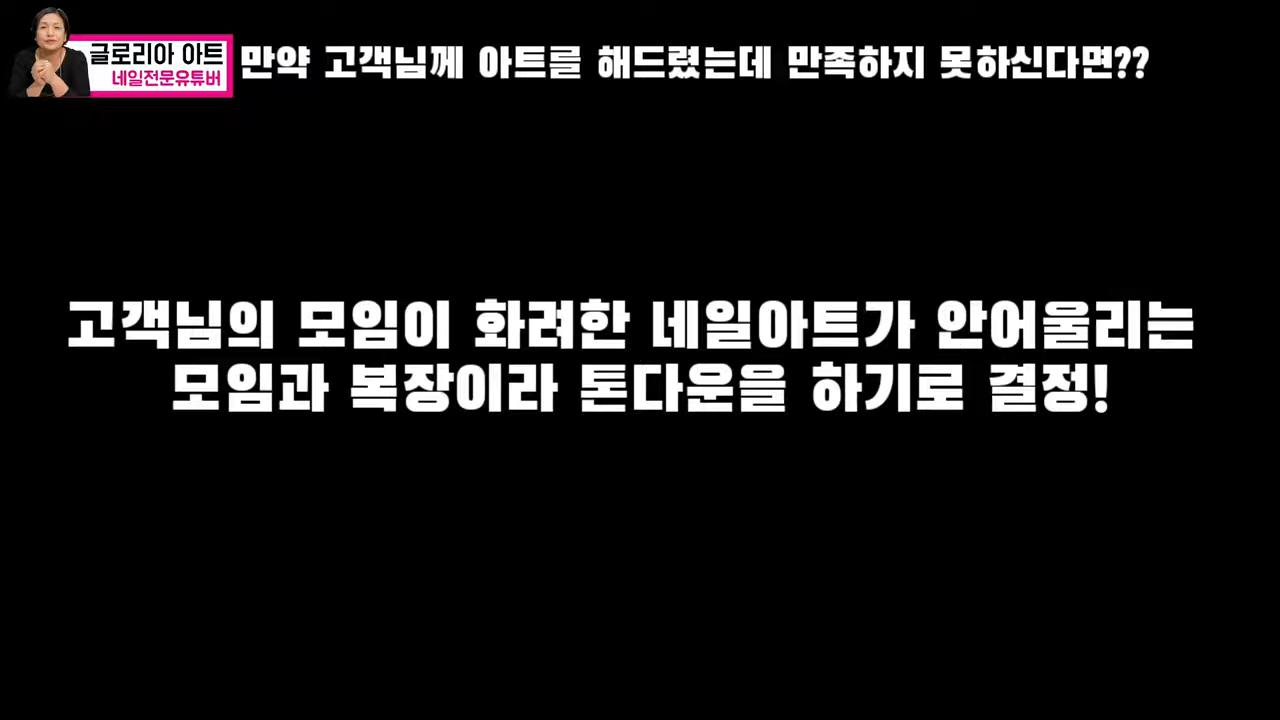 글로리아 아트
네일전문유튜버
만약 고객님께 아트를 해드렸는데 만족하지 못하신다면??
고객님의 모임이 화려한 네일아트가 안어울리는
모임과 복장이라 톤다운을 하기로 결정!